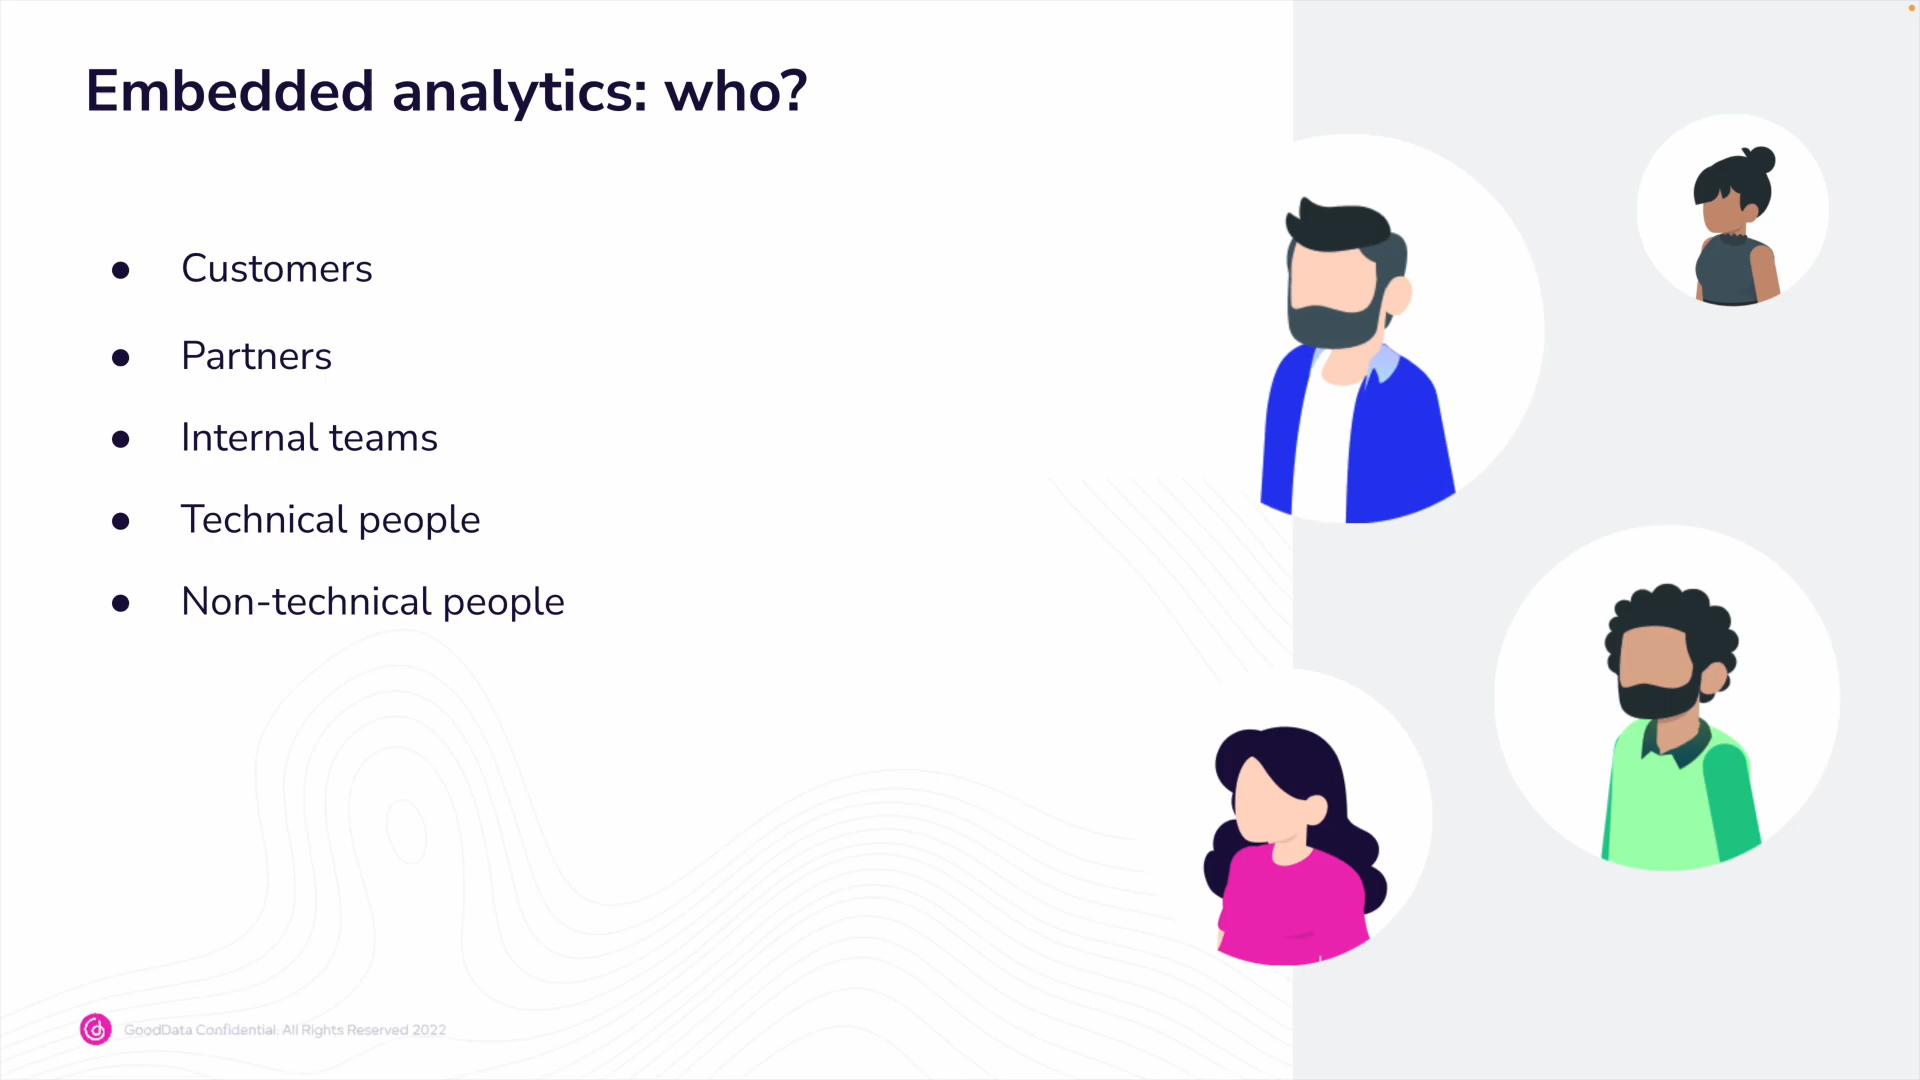 Embedded analytics: who?
● Customers
● Partners
● Internal teams
● Technical people
● Non-technical people
GoodData Confidential. All Rights Reserved 2022